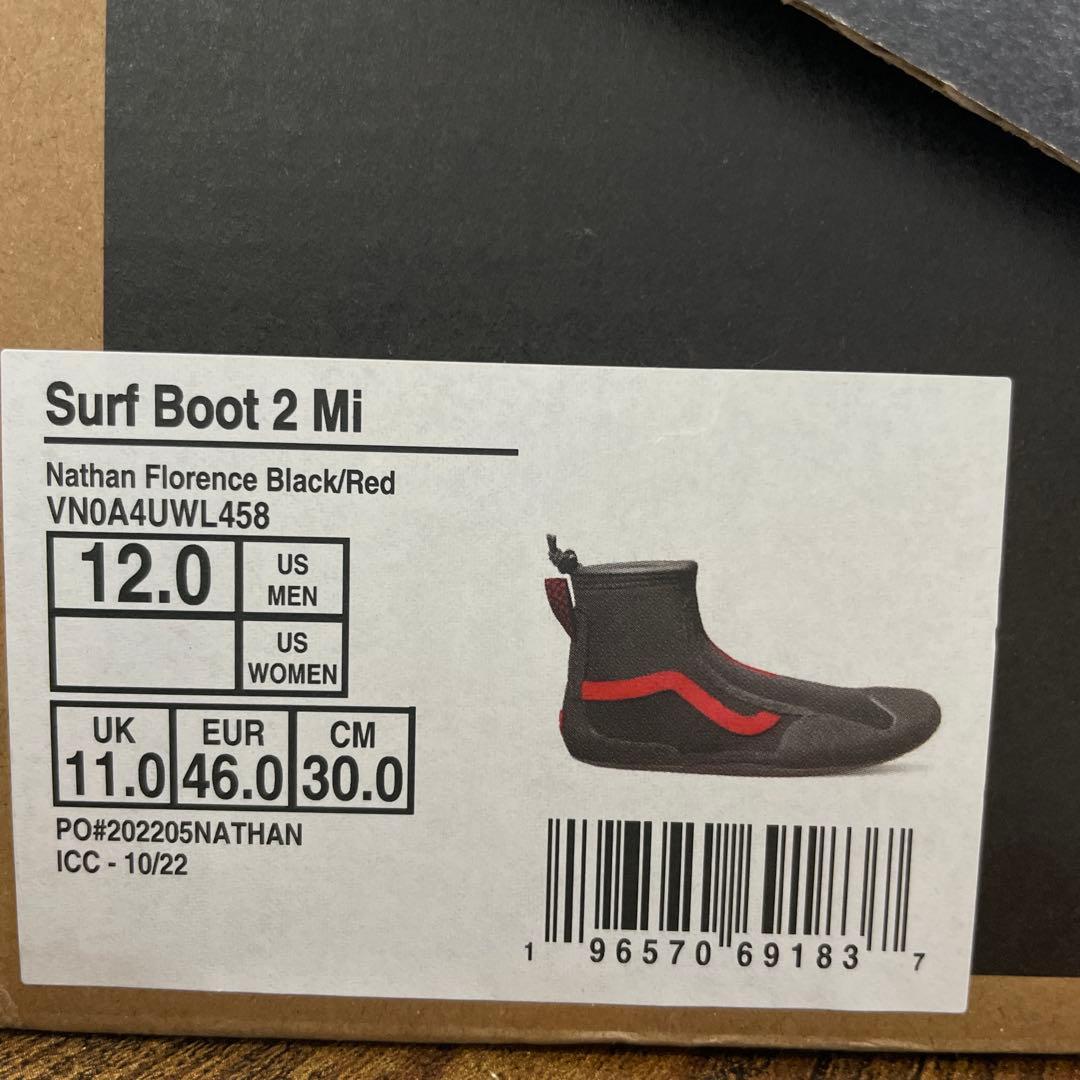 Surf Boot 2 Mi
Nathan Florence Black/Red
VN0A4UWL458
12.0 US MEN
US WOMEN
UK EUR CM
11.0 46.0 30.0
PO#202205NATHAN
ICC - 10/22
1 96570 69183 7